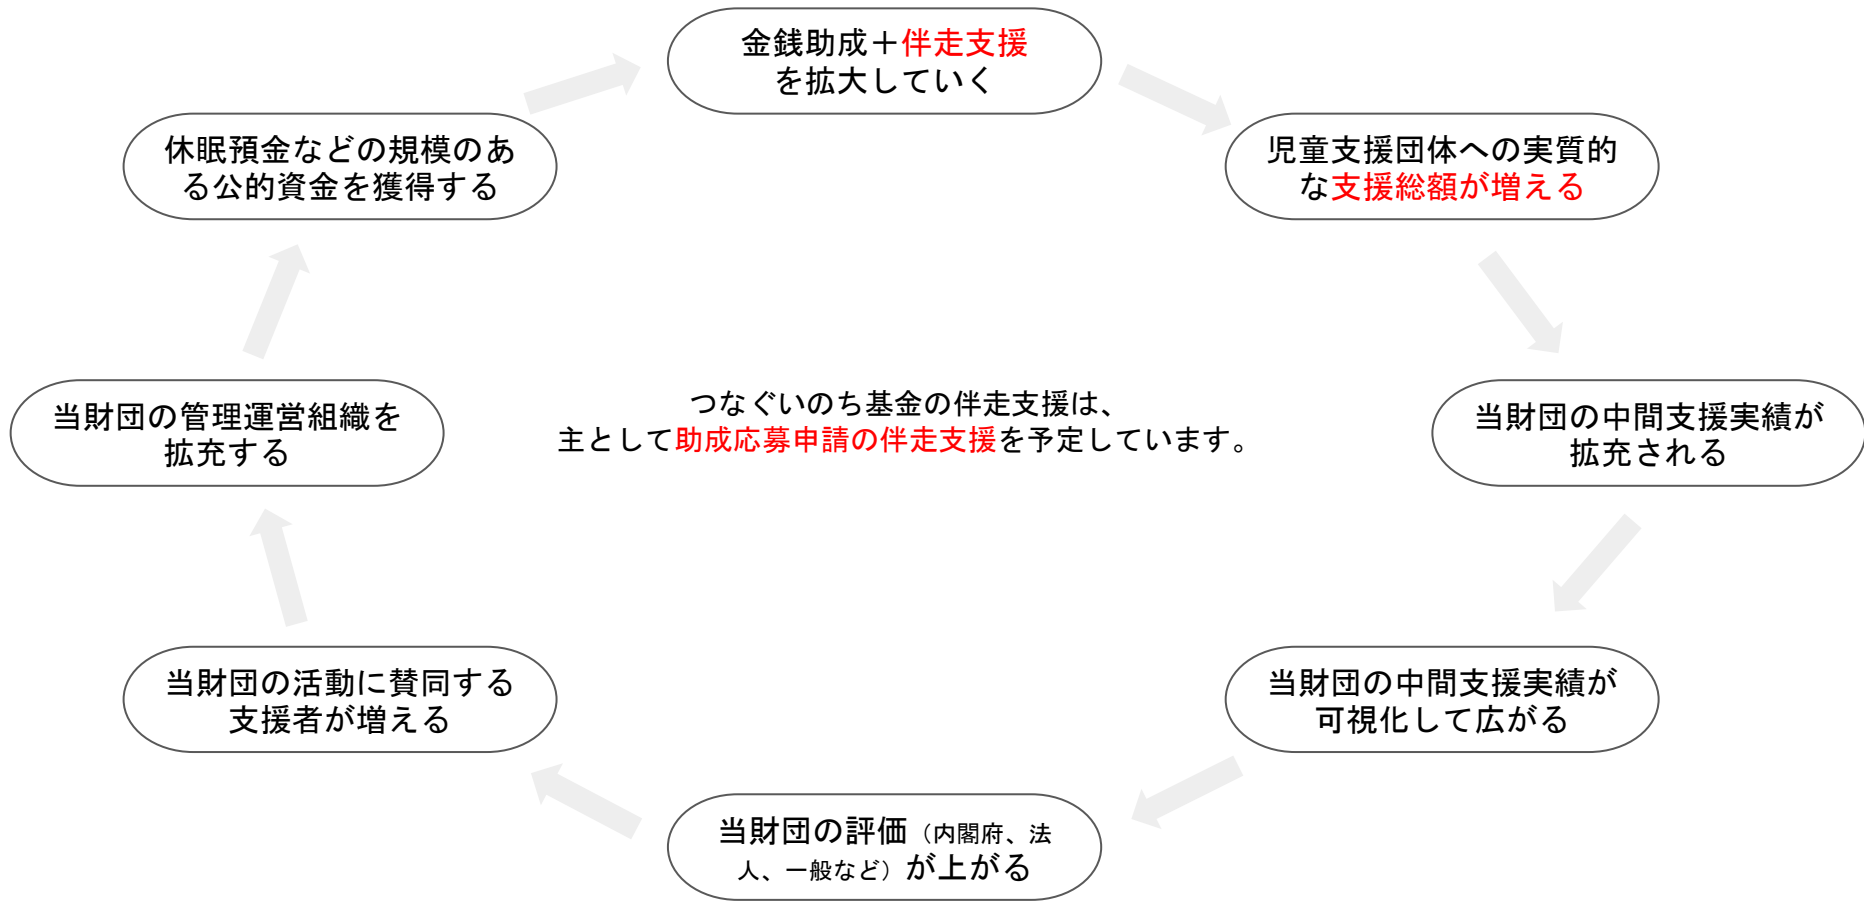 金銭助成＋伴走支援
を拡大していく
児童支援団体への実質的
な支援総額が増える
当財団の中間支援実績が
拡充される
当財団の中間支援実績が
可視化して広がる
当財団の評価（内閣府、法
人、一般など）が上がる
当財団の活動に賛同する
支援者が増える
当財団の管理運営組織を
拡充する
休眠預金などの規模のあ
る公的資金を獲得する
つなぐいのち基金の伴走支援は、
主として助成応募申請の伴走支援を予定しています。